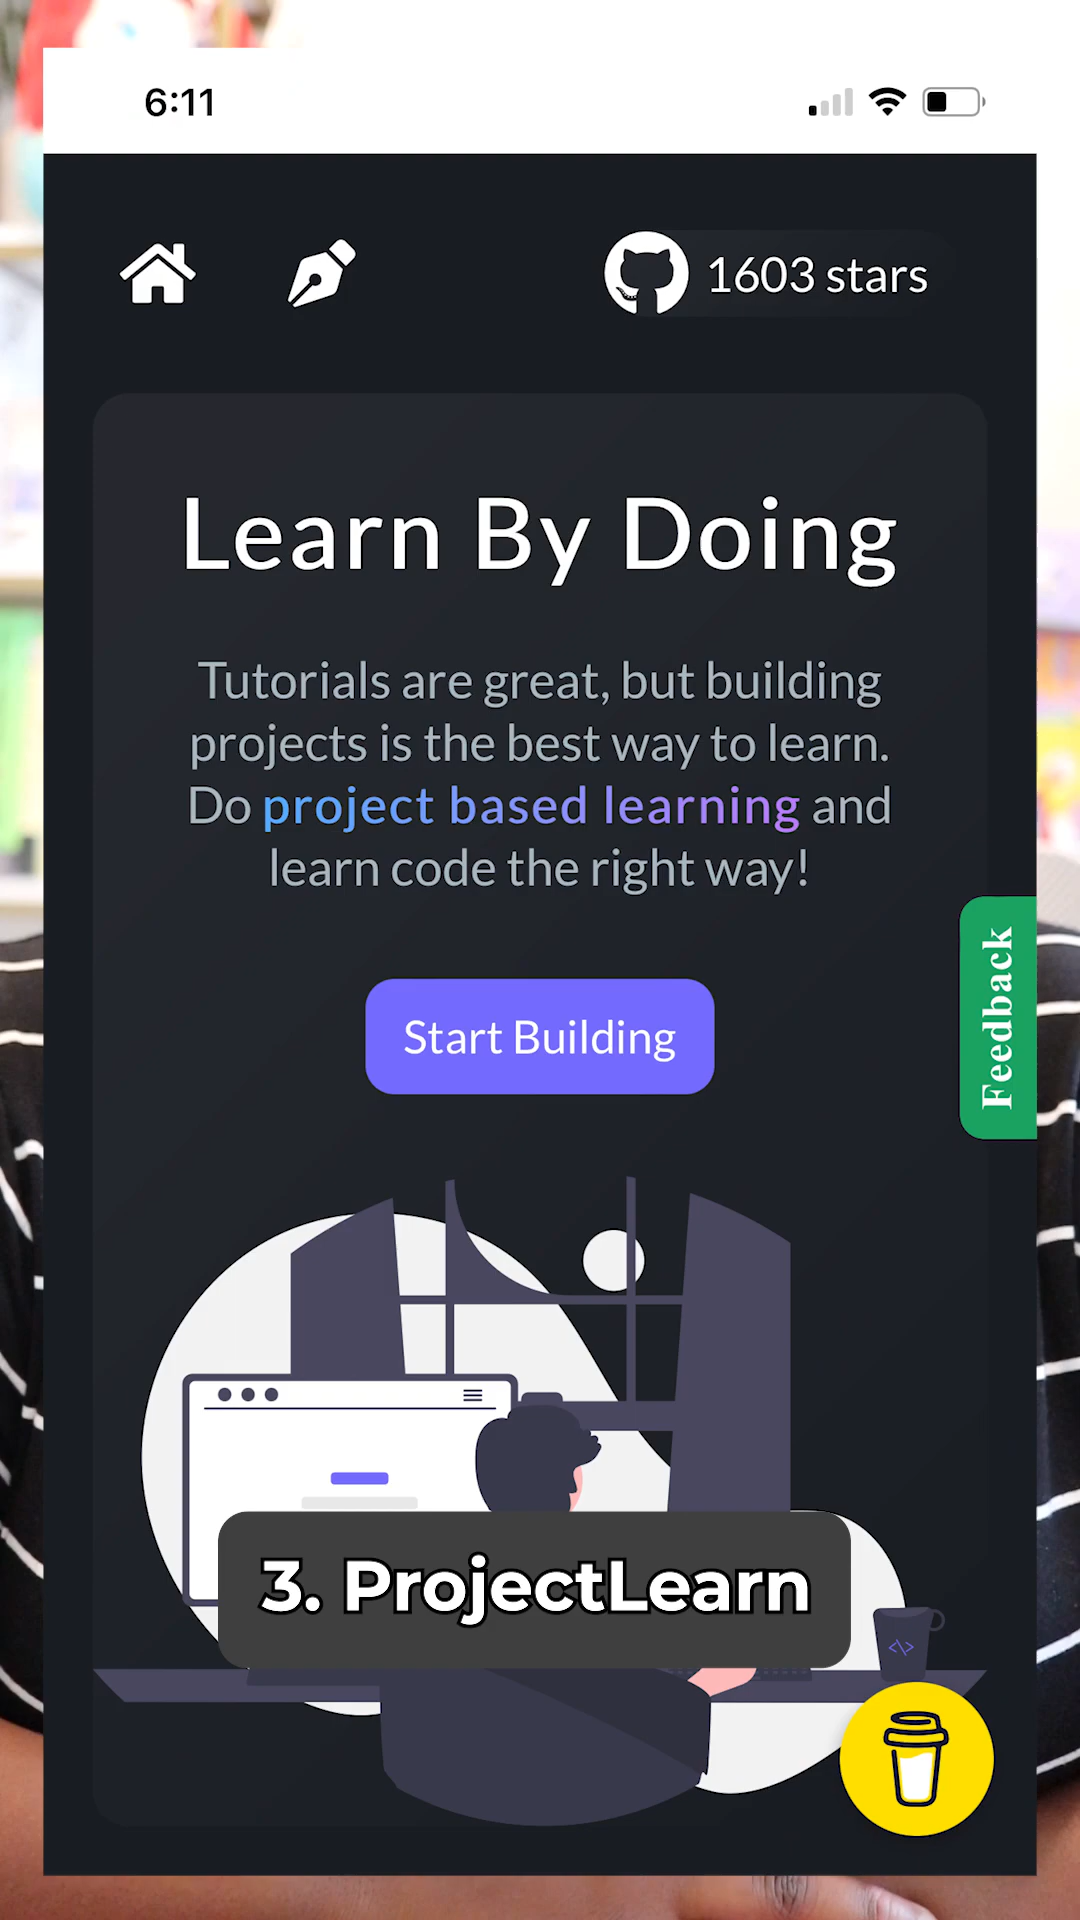 6:11
1603 stars
Learn By Doing
Tutorials are great, but building
projects is the best way to learn.
Do project based learning and
learn code the right way!
Feedback
Start Building
3. ProjectLearn
</>